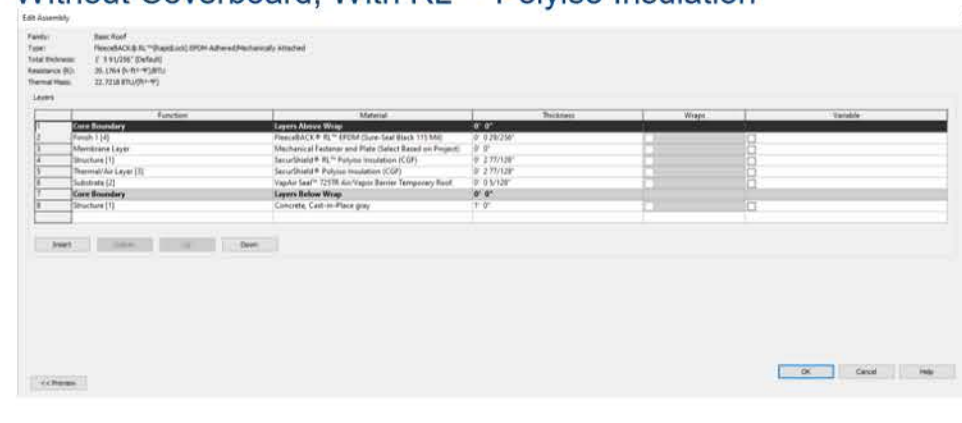 Without Coverboard, With RL™ Polyiso Insulation
Edit Assembly
Family: Basic Roof
Type: FleeceBACK® RL™(RapidLock) EPDM-Adhered/Mechanically Attached
Total thickness: 1' 5 91/256" (Default)
Resistance (R): 35.1764 (h·ft²·°F)/BTU
Thermal Mass: 22.7218 BTU/(ft²·°F)
Layers
Function Material Thickness Wraps Variable
1 Core Boundary Layers Above Wrap 0' 0"
2 Finish 1 [4] FleeceBACK® RL™ EPDM (Sure-Seal Black 115 Mil) 0' 0 29/256"
3 Membrane Layer Mechanical Fastener and Plate (Select Based on Project) 0' 0"
4 Structure [1] SecurShield® RL™ Polyiso Insulation (CGF) 0' 2 77/128"
5 Thermal/Air Layer [3] SecurShield® Polyiso Insulation (CGF) 0' 2 77/128"
6 Substrate [2] VapAir Seal™ 725TR Air/Vapor Barrier Temporary Roof 0' 0 5/128"
7 Core Boundary Layers Below Wrap 0' 0"
8 Structure [1] Concrete, Cast-in-Place gray 1' 0"
Insert Delete Up Down
OK Cancel Help
<< Preview